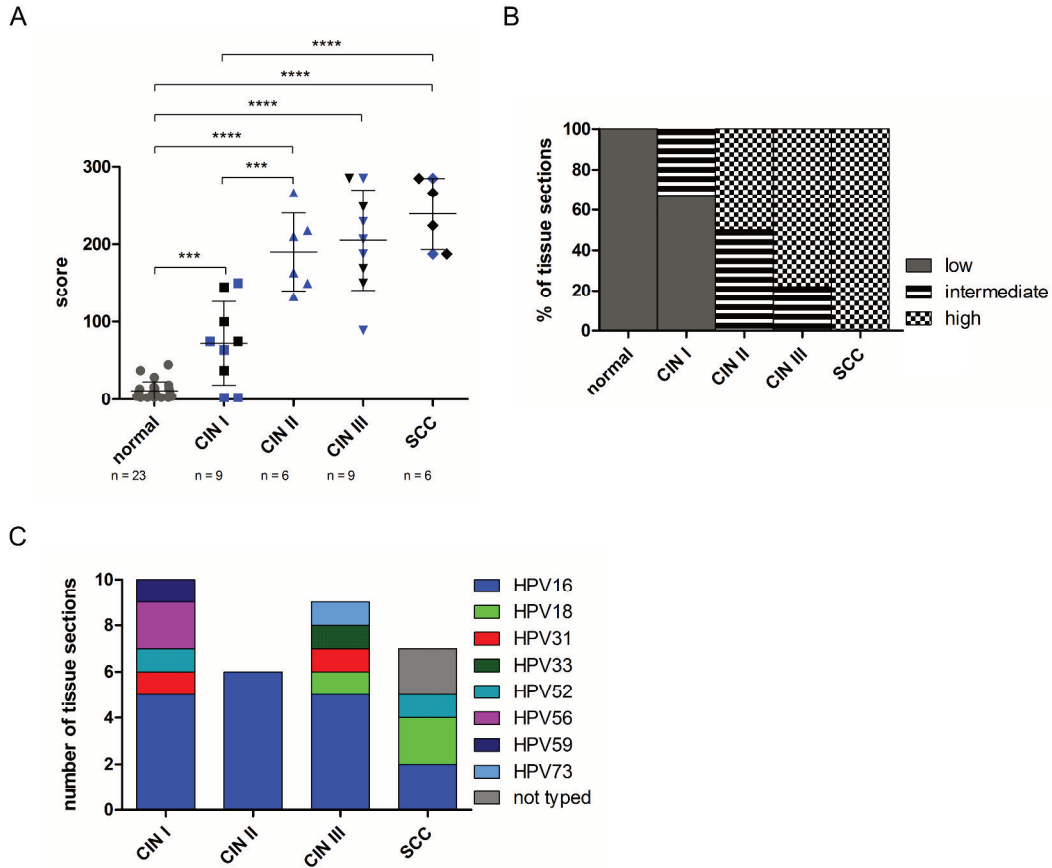 A
****
****
****
****
***
***
300
200
100
0
score
normal
CIN I
CIN II
CIN III
SCC
n = 23
n = 9
n = 6
n = 9
n = 6
B
100
80
60
40
20
0
% of tissue sections
normal
CIN I
CIN II
CIN III
SCC
low
intermediate
high
C
10
8
6
4
2
0
number of tissue sections
CIN I
CIN II
CIN III
SCC
HPV16
HPV18
HPV31
HPV33
HPV52
HPV56
HPV59
HPV73
not typed